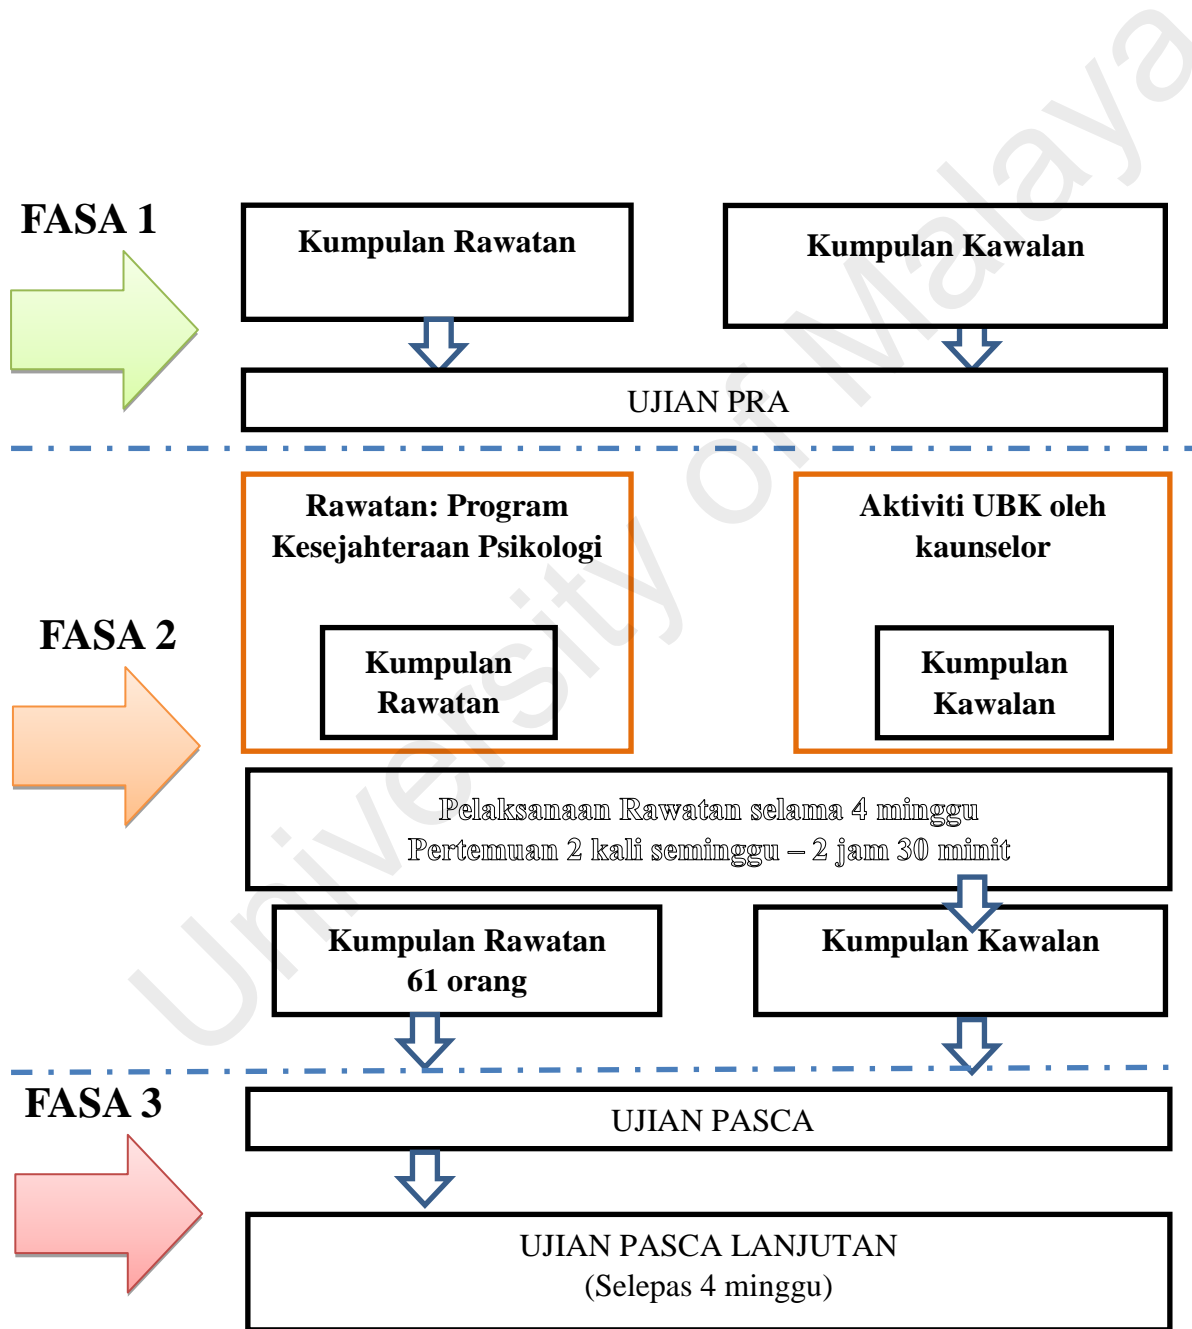 FASA 1
Kumpulan Rawatan
Kumpulan Kawalan
UJIAN PRA
FASA 2
Rawatan: Program
Kesejahteraan Psikologi
Aktiviti UBK oleh
kaunselor
Kumpulan
Rawatan
Kumpulan
Kawalan
Pelaksanaan Rawatan selama 4 minggu
Pertemuan 2 kali seminggu – 2 jam 30 minit
Kumpulan Rawatan
61 orang
Kumpulan Kawalan
FASA 3
UJIAN PASCA
UJIAN PASCA LANJUTAN
(Selepas 4 minggu)
University of Malaya